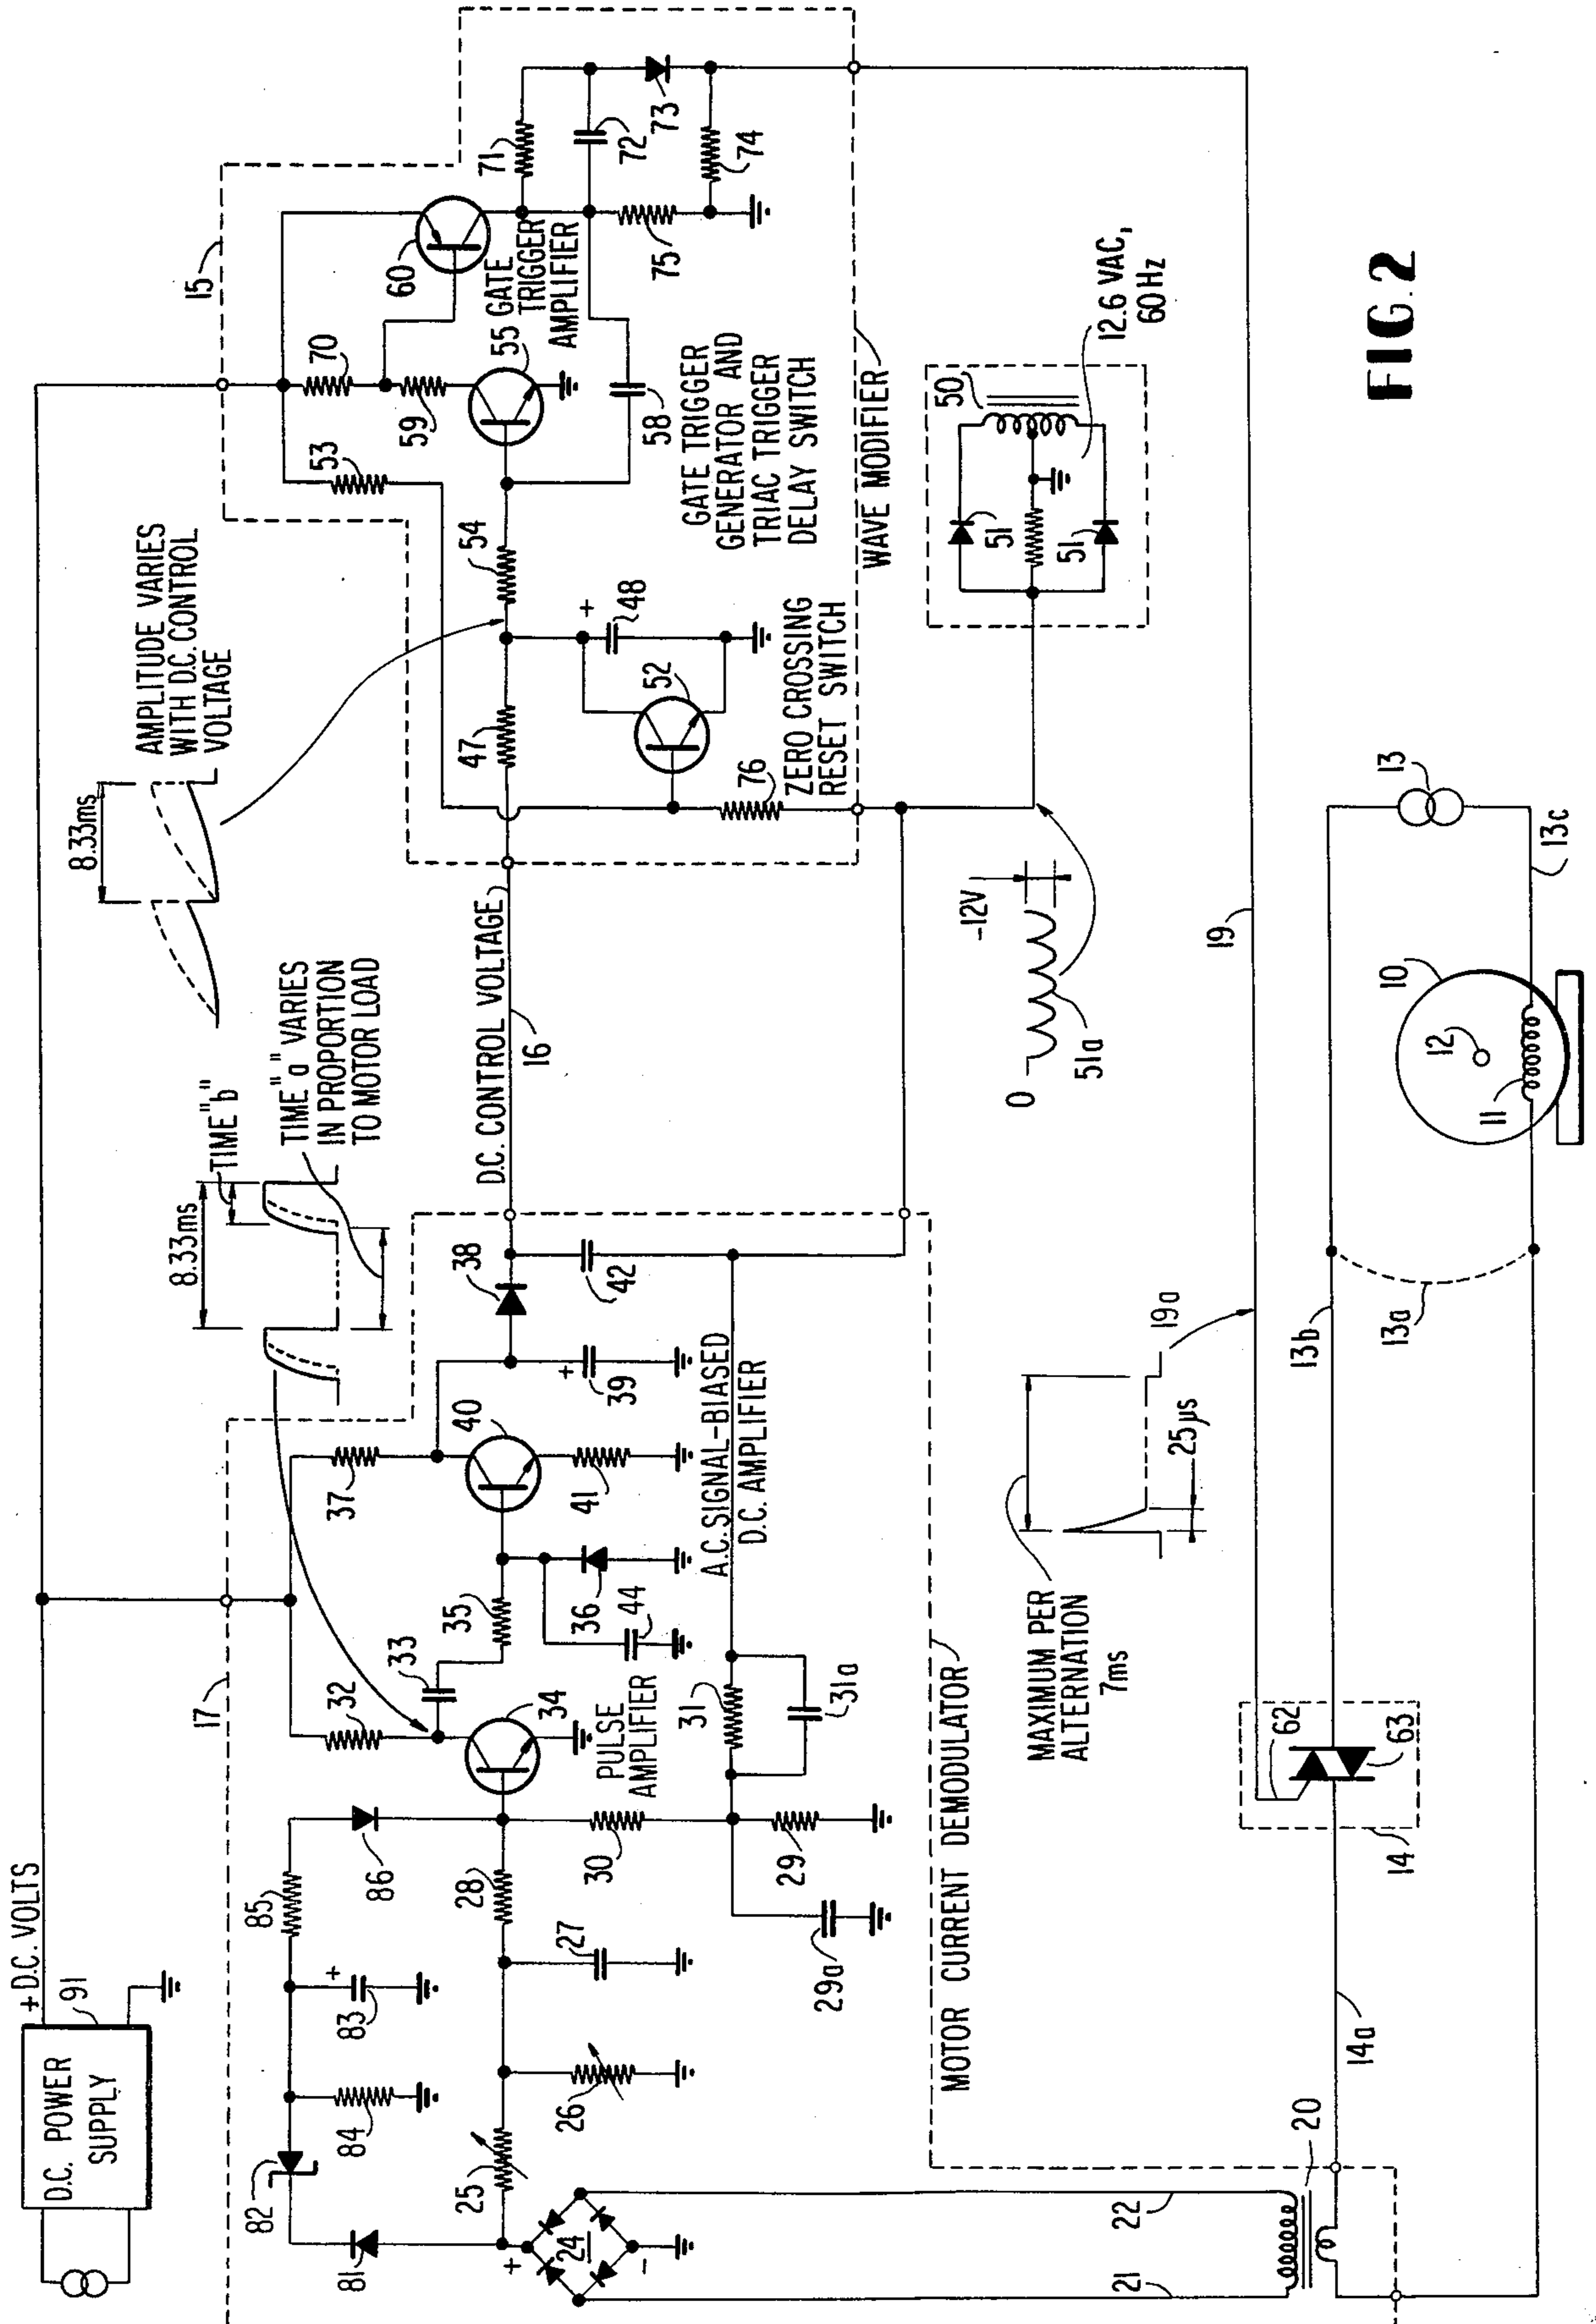 + D.C. VOLTS
D.C. POWER
SUPPLY
91
17
82
84
83
85
86
81
25
26
27
28
24
+
-
+
30
29
29a
31
31a
32
33
34
PULSE
AMPLIFIER
35
36
44
37
40
41
38
39
+
42
A.C. SIGNAL-BIASED
D.C. AMPLIFIER
MOTOR CURRENT DEMODULATOR
8.33ms
TIME "b"
TIME "a" VARIES
IN PROPORTION
TO MOTOR LOAD
D.C. CONTROL VOLTAGE
16
8.33ms
AMPLITUDE VARIES
WITH D.C. CONTROL
VOLTAGE
15
53
70
59
55
60
GATE
TRIGGER
AMPLIFIER
71
72
73
74
75
58
54
47
48
+
52
76
ZERO CROSSING
RESET SWITCH
GATE TRIGGER
GENERATOR AND
TRIAC TRIGGER
DELAY SWITCH
WAVE MODIFIER
50
51
51
12.6 VAC,
60 Hz
0
-12V
51a
19
19a
MAXIMUM PER
ALTERNATION
7ms
25µs
62
63
14
14a
20
21
22
13
13a
13b
13c
10
11
12
FIG. 2